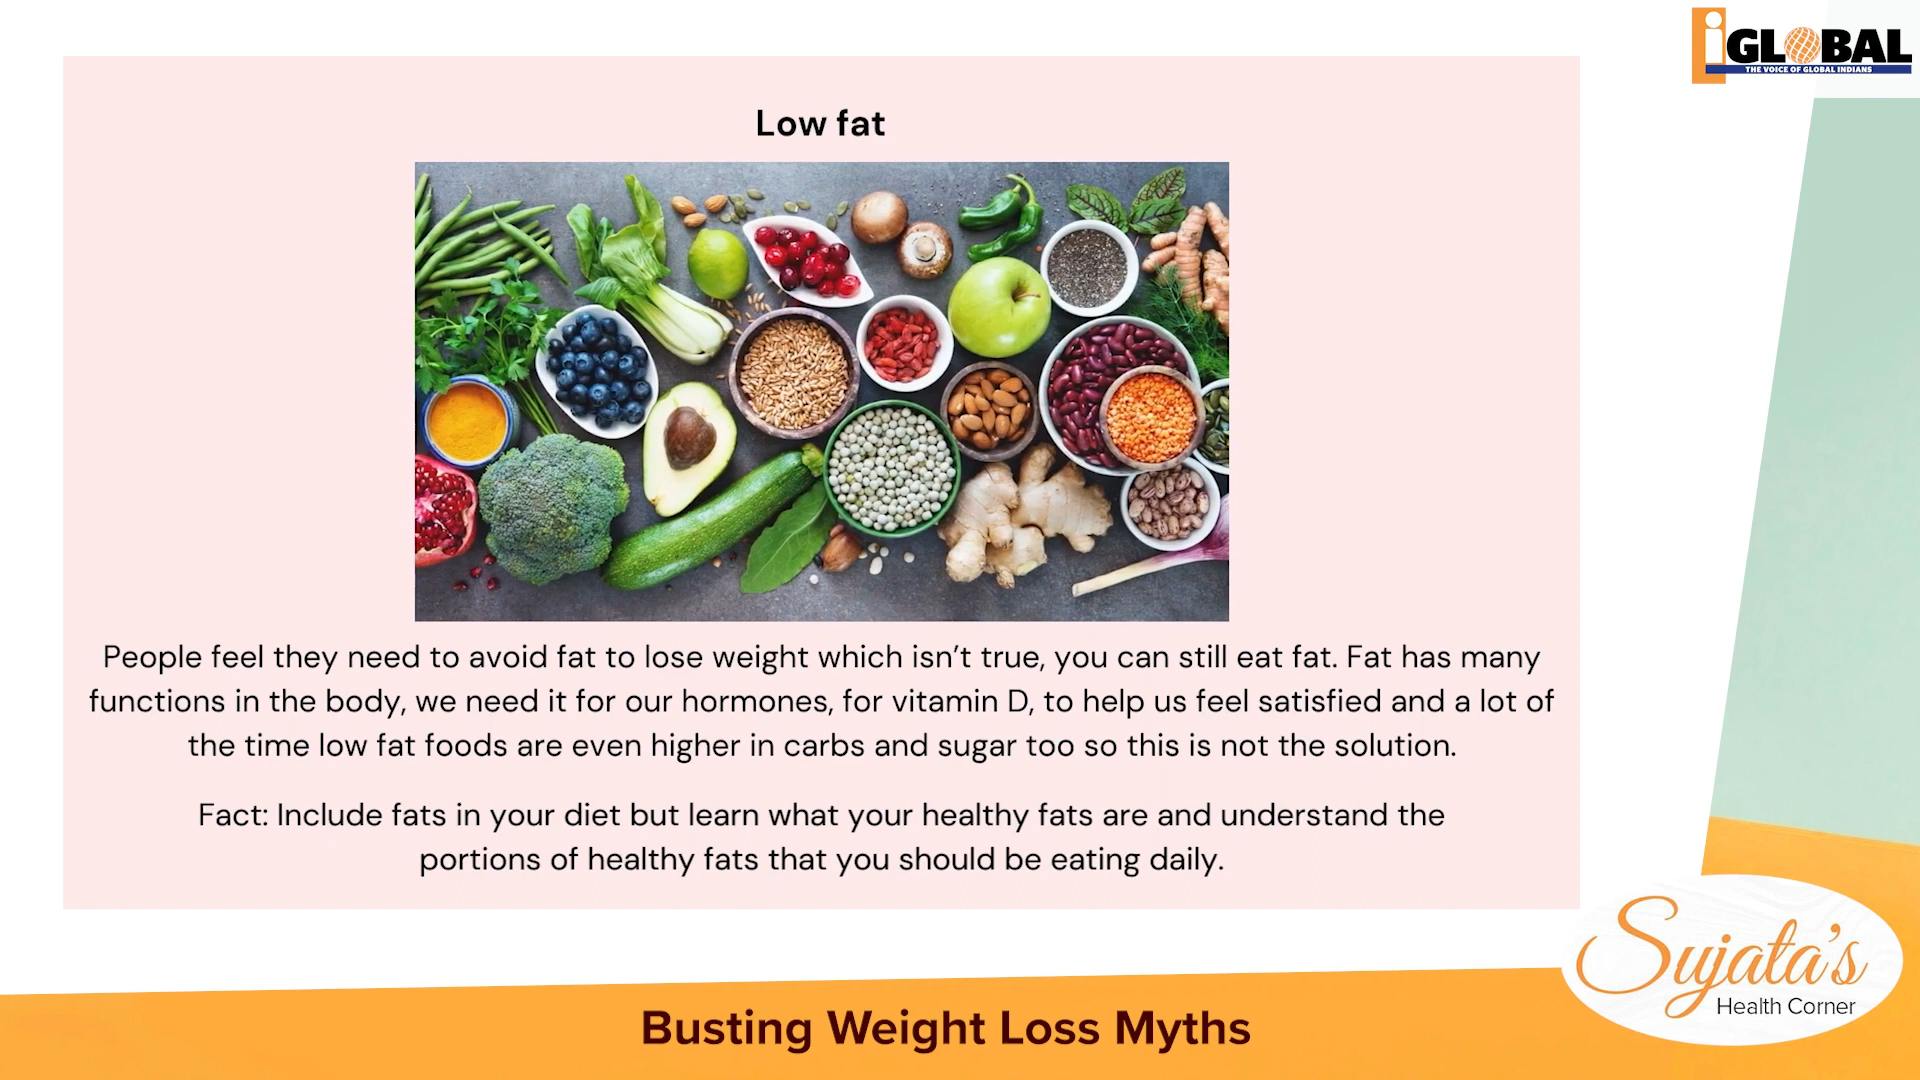 iGLOBAL
THE VOICE OF GLOBAL INDIANS
Low fat
People feel they need to avoid fat to lose weight which isn’t true, you can still eat fat. Fat has many
functions in the body, we need it for our hormones, for vitamin D, to help us feel satisfied and a lot of
the time low fat foods are even higher in carbs and sugar too so this is not the solution.
Fact: Include fats in your diet but learn what your healthy fats are and understand the
portions of healthy fats that you should be eating daily.
Sujata’s
Health Corner
Busting Weight Loss Myths